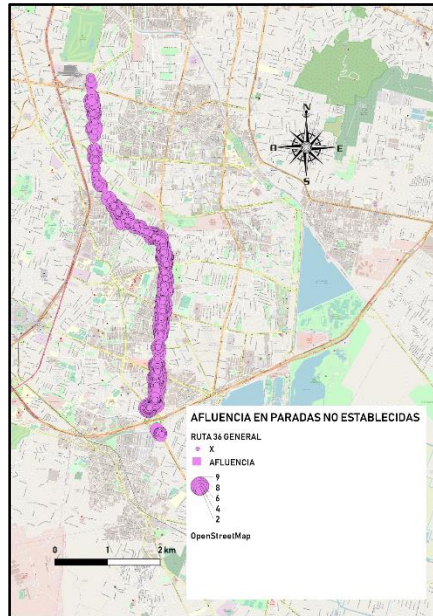 N
E
S
AFLUENCIA EN PARADAS NO ESTABLECIDAS
RUTA 36 GENERAL
X
AFLUENCIA
9
8
6
4
2
OpenStreetMap
0 1 2 km